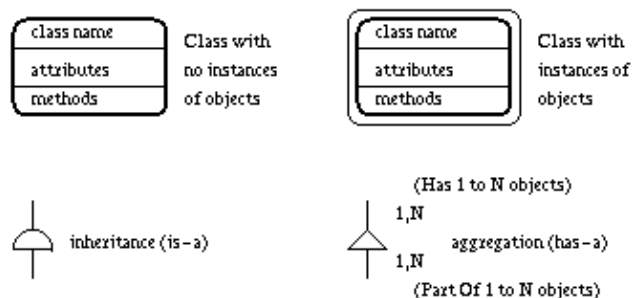 class name
attributes
methods
Class with
no instances
of objects
class name
attributes
methods
Class with
instances of
objects
inheritance (is-a)
(Has 1 to N objects)
1,N
aggregation (has-a)
1,N
(Part Of 1 to N objects)